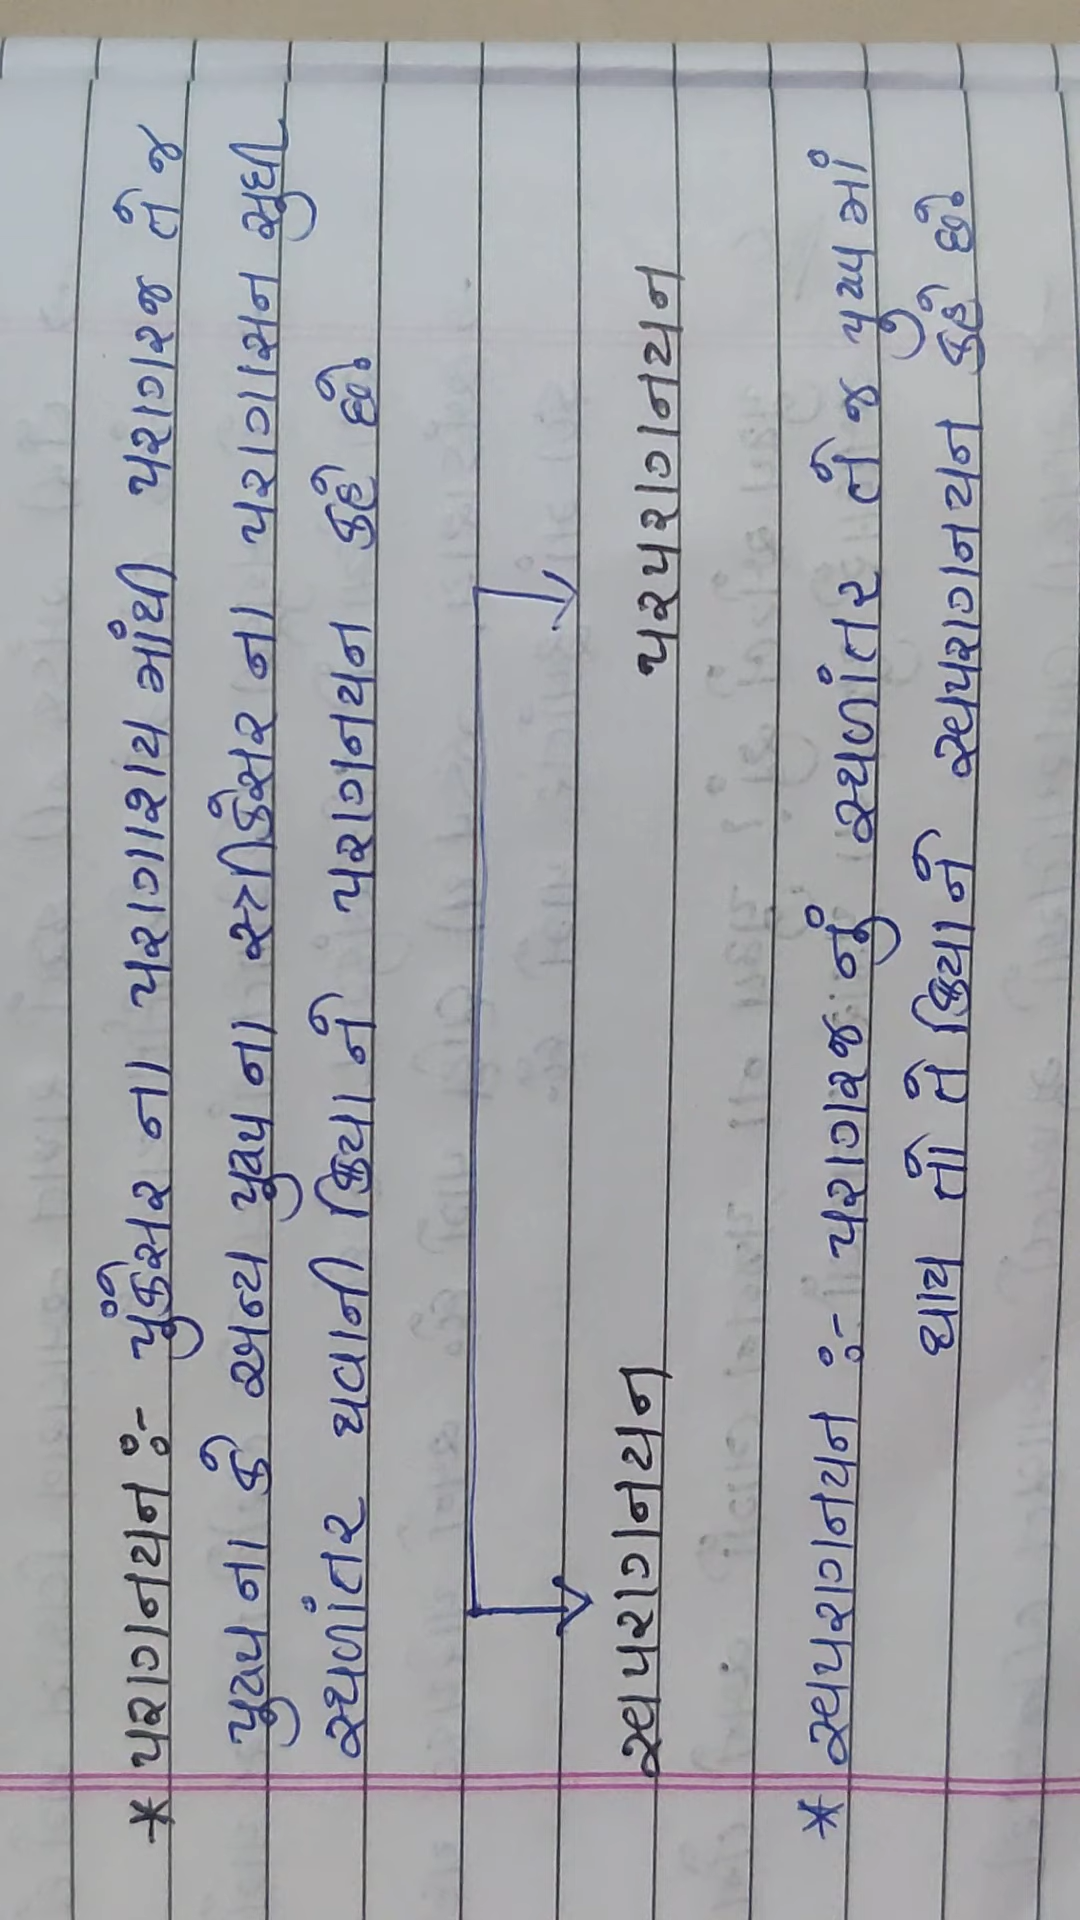 * પરાગનયન :- પુંકેસર ના પરાગાશય માંથી પરાગરજ તે જ
પુષ્પ ના કે અન્ય પુષ્પ ના સ્ત્રીકેસર ના પરાગાસન સુધી
સ્થળાંતર થવાની ક્રિયા ને પરાગનયન કહે છે.
સ્વપરાગનયન પરપરાગનયન
* સ્વપરાગનયન :- પરાગરજ નું સ્થળાંતર તે જ પુષ્પ માં
થાય તો તે ક્રિયા ને સ્વપરાગનયન કહે છે.